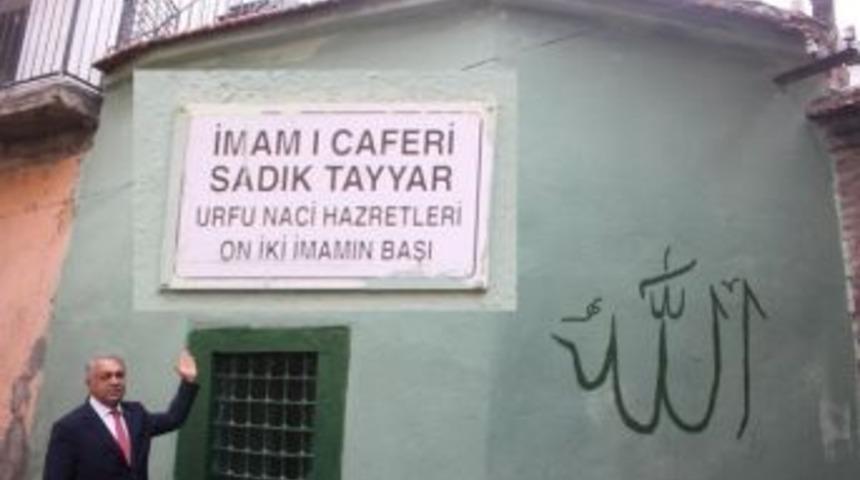 İMAM I CAFERİ
SADIK TAYYAR
URFU NACİ HAZRETLERİ
ON İKİ İMAMIN BAŞI
الله